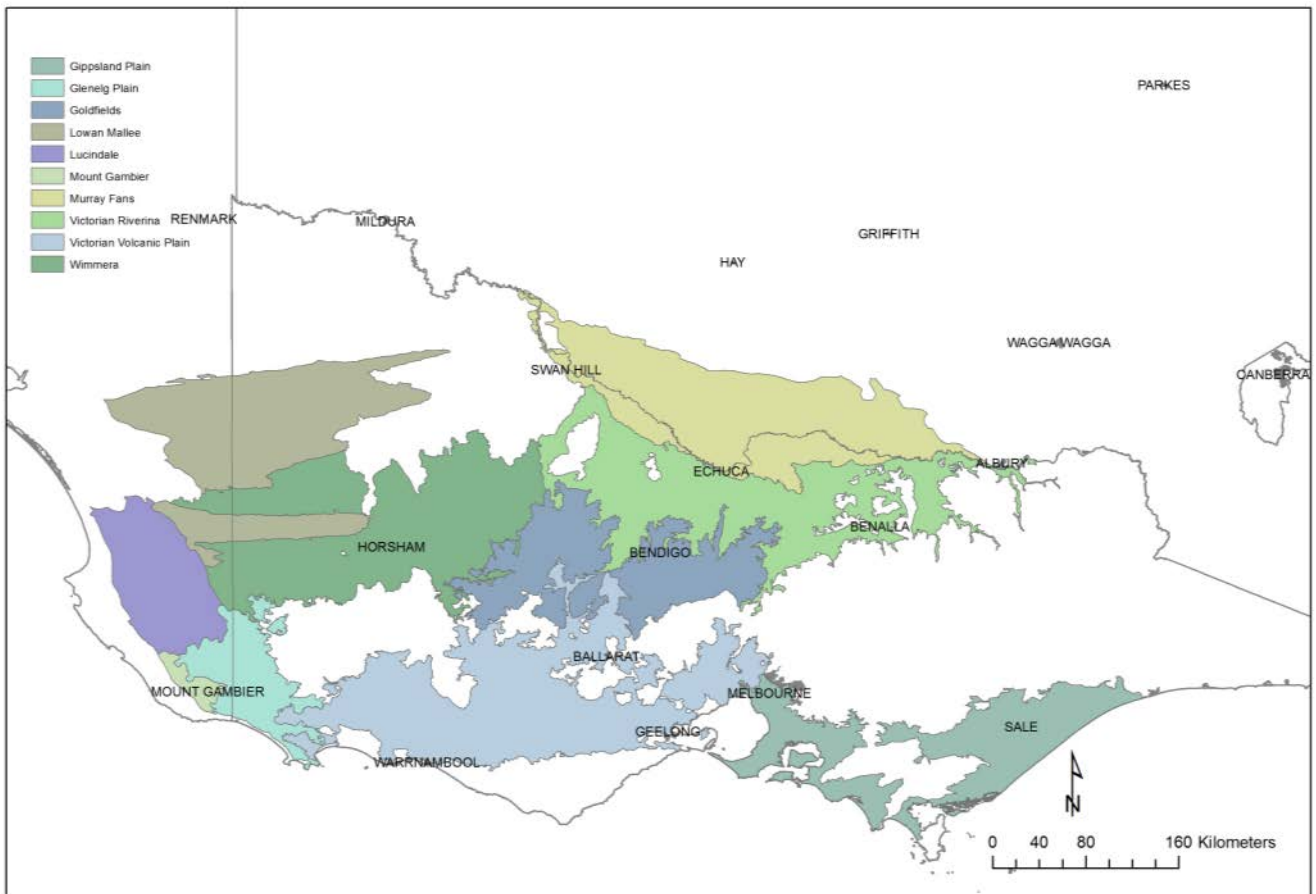 Gippsland Plain
Glenelg Plain
Goldfields
Lowan Mallee
Lucindale
Mount Gambier
Murray Fans
Victorian Riverina
Victorian Volcanic Plain
Wimmera
PARKES
RENMARK
MILDURA
GRIFFITH
HAY
WAGGA WAGGA
SWAN HILL
CANBERRA
ECHUCA
ALBURY
BENALLA
HORSHAM
BENDIGO
BALLARAT
MOUNT GAMBIER
MELBOURNE
GEELONG
SALE
WARRNAMBOOL
N
0 40 80 160 Kilometers